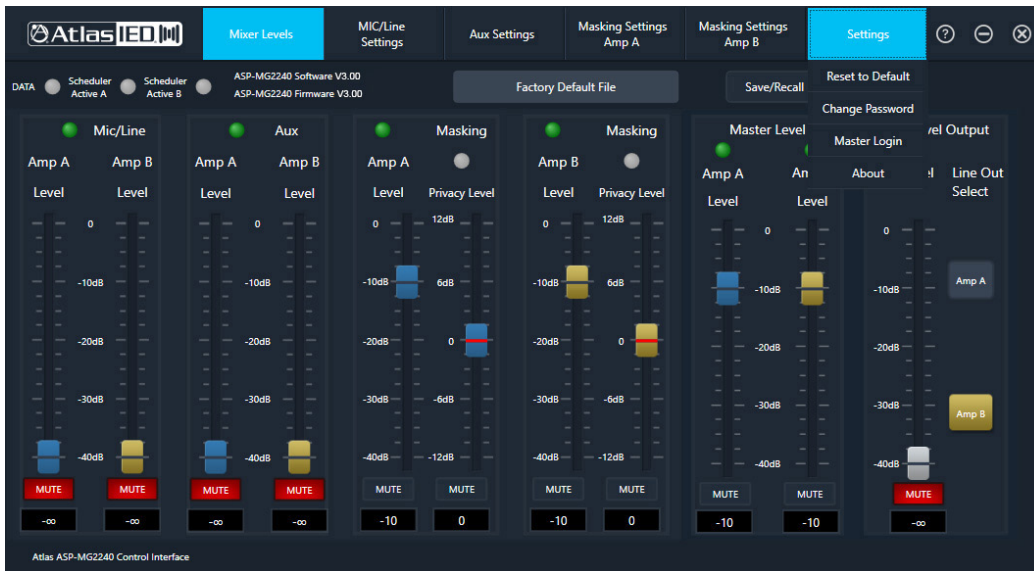 AtlasIED
Mixer Levels
MIC/Line
Settings
Aux Settings
Masking Settings
Amp A
Masking Settings
Amp B
Settings
?
DATA
Scheduler
Active A
Scheduler
Active B
ASP-MG2240 Software V3.00
ASP-MG2240 Firmware V3.00
Factory Default File
Save/Recall
Reset to Default
Change Password
Master Login
About
Mic/Line
Amp A Amp B
Level Level
0
-10dB
-20dB
-30dB
-40dB
MUTE MUTE
-∞ -∞
Aux
Amp A Amp B
Level Level
0
-10dB
-20dB
-30dB
-40dB
MUTE MUTE
-∞ -∞
Masking
Amp A
Level Privacy Level
0 12dB
-10dB 6dB
-20dB 0
-30dB -6dB
-40dB -12dB
MUTE MUTE
-10 0
Masking
Amp B
Level Privacy Level
0 12dB
-10dB 6dB
-20dB 0
-30dB -6dB
-40dB -12dB
MUTE MUTE
-10 0
Master Level
Amp A
Level Level
0
-10dB
-20dB
-30dB
-40dB
MUTE MUTE
-10 -10
Output
Line Out
Select
0
-10dB
-20dB
-30dB
-40dB
Amp A
Amp B
MUTE
-∞
Atlas ASP-MG2240 Control Interface